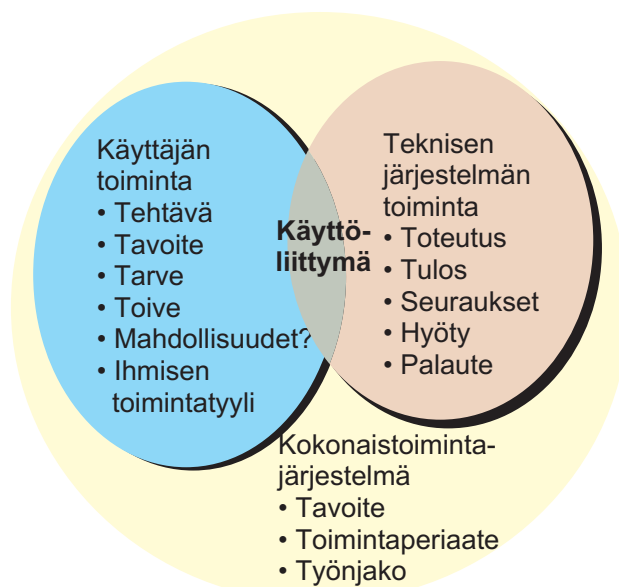 Käyttäjän
toiminta
• Tehtävä
• Tavoite
• Tarve
• Toive
• Mahdollisuudet?
• Ihmisen
toimintatyyli
Käyttö-
liittymä
Teknisen
järjestelmän
toiminta
• Toteutus
• Tulos
• Seuraukset
• Hyöty
• Palaute
Kokonaistoiminta-
järjestelmä
• Tavoite
• Toimintaperiaate
• Työnjako